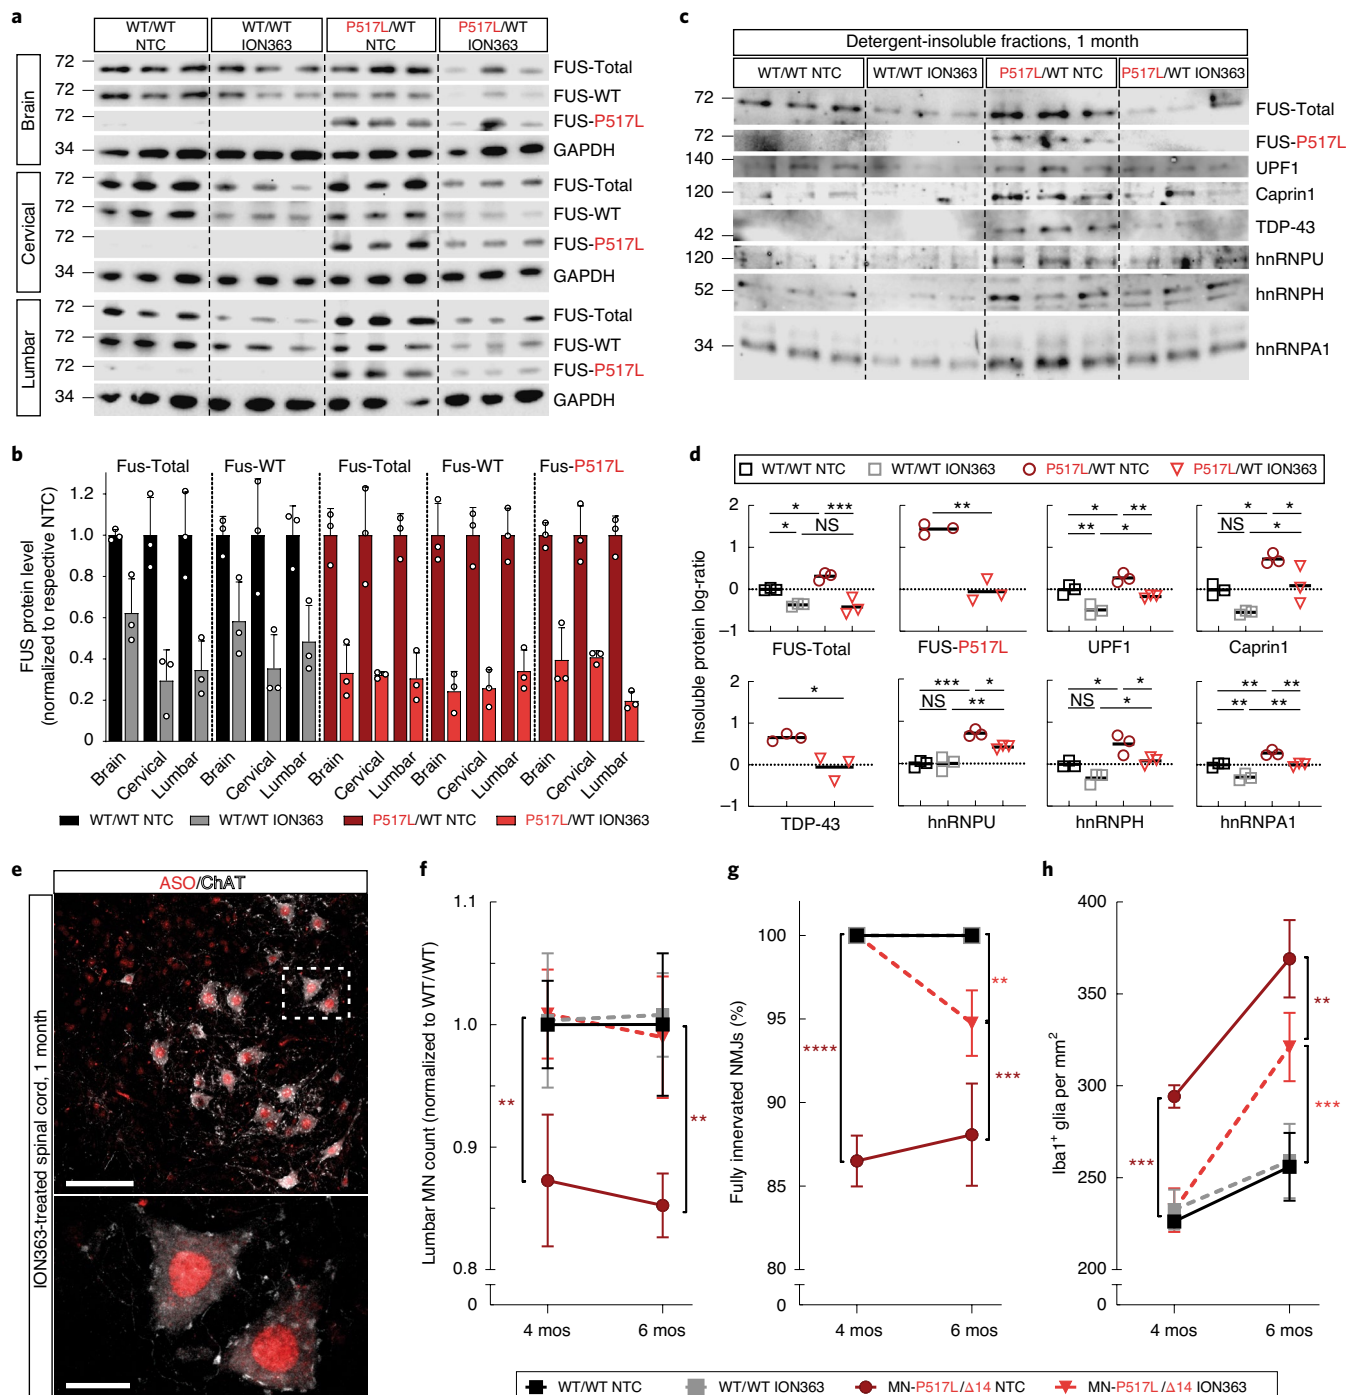 a
WT/WT NTC
WT/WT ION363
P517L/WT NTC
P517L/WT ION363
Brain
72 FUS-Total
72 FUS-WT
72 FUS-P517L
34 GAPDH
Cervical
72 FUS-Total
72 FUS-WT
72 FUS-P517L
34 GAPDH
Lumbar
72 FUS-Total
72 FUS-WT
72 FUS-P517L
34 GAPDH
c
Detergent-insoluble fractions, 1 month
WT/WT NTC WT/WT ION363 P517L/WT NTC P517L/WT ION363
72 FUS-Total
72 FUS-P517L
140 UPF1
120 Caprin1
42 TDP-43
120 hnRNPU
52 hnRNPH
34 hnRNPA1
b
Fus-Total Fus-WT Fus-Total Fus-WT Fus-P517L
FUS protein level (normalized to respective NTC)
1.2
1.0
0.8
0.6
0.4
0.2
0
Brain Cervical Lumbar Brain Cervical Lumbar Brain Cervical Lumbar Brain Cervical Lumbar Brain Cervical Lumbar
WT/WT NTC WT/WT ION363 P517L/WT NTC P517L/WT ION363
d
WT/WT NTC WT/WT ION363 P517L/WT NTC P517L/WT ION363
Insoluble protein log-ratio
2
1
0
–1
* *** * NS
**
* ** ** *
* * NS *
FUS-Total FUS-P517L UPF1 Caprin1
2
1
0
–1
*
*** * NS **
* * NS *
** ** ** **
TDP-43 hnRNPU hnRNPH hnRNPA1
e
ASO/ChAT
ION363-treated spinal cord, 1 month
f
Lumbar MN count (normalized to WT/WT)
1.1
1.0
0.9
0.8
0
** **
4 mos 6 mos
g
Fully innervated NMJs (%)
100
95
90
85
80
0
**** ** ***
4 mos 6 mos
h
Iba1+ glia per mm2
400
350
300
250
200
0
*** ** ***
4 mos 6 mos
WT/WT NTC WT/WT ION363 MN-P517L/Δ14 NTC MN-P517L/Δ14 ION363